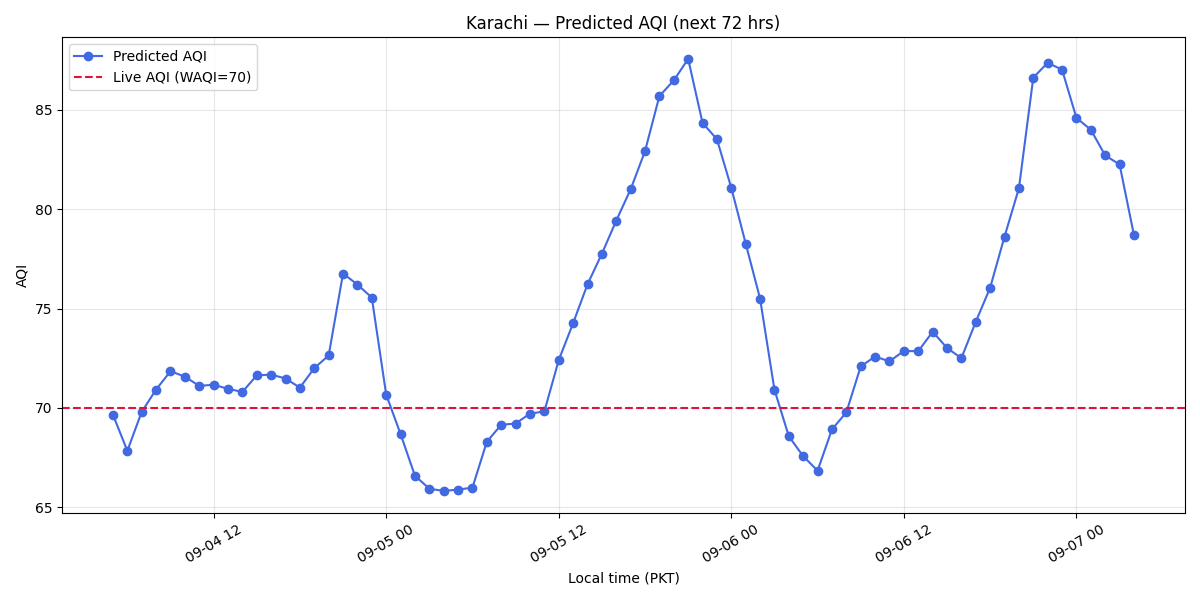 Karachi — Predicted AQI (next 72 hrs)
Predicted AQI
Live AQI (WAQI=70)
AQI
85
80
75
70
65
09-04 12
09-05 00
09-05 12
09-06 00
09-06 12
09-07 00
Local time (PKT)